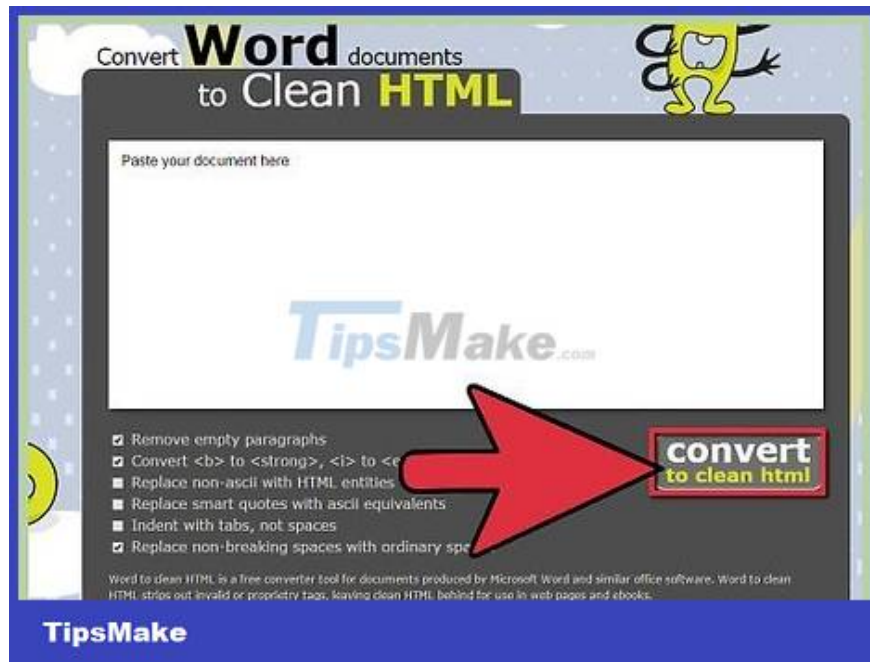 Convert Word documents
to Clean HTML
Paste your document here
TipsMake.com
Remove empty paragraphs
Convert <b> to <strong>, <i> to <e
Replace non-ascii with HTML entities
Replace smart quotes with ascii equivalents
Indent with tabs, not spaces
Replace non-breaking spaces with ordinary spa
convert
to clean html
Word to clean HTML is a free converter tool for documents produced by Microsoft Word and similar office software. Word to clean
HTML strips out invalid or proprietry tags, leaving clean HTML behind for use in web pages and ebooks.
TipsMake